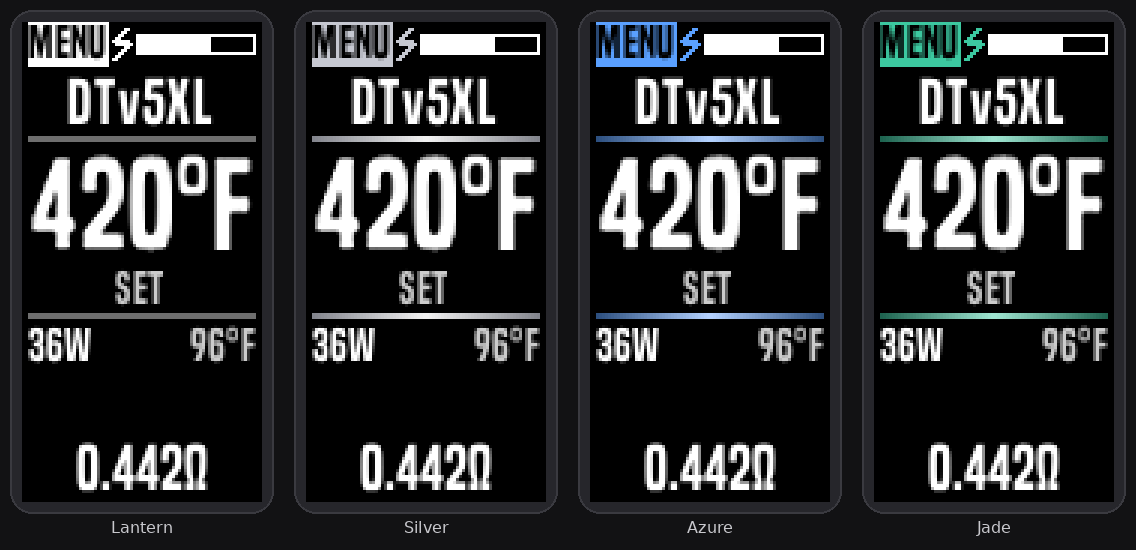 MENU
DTv5XL
420°F
SET
36W 96°F
0.442Ω
Lantern
MENU
DTv5XL
420°F
SET
36W 96°F
0.442Ω
Silver
MENU
DTv5XL
420°F
SET
36W 96°F
0.442Ω
Azure
MENU
DTv5XL
420°F
SET
36W 96°F
0.442Ω
Jade